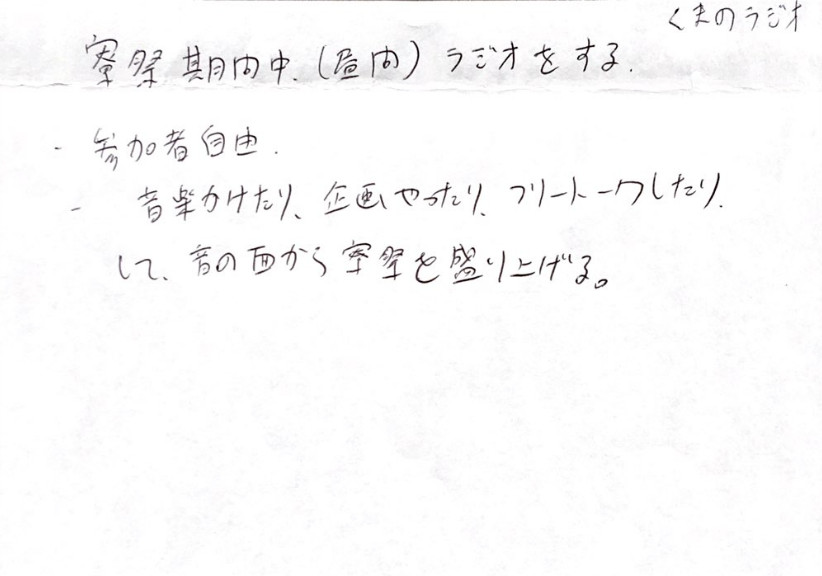 くまのラジオ
寮祭期間中(昼間)ラジオをする.
- 参加者自由.
- 音楽かけたり、企画やったり、フリートークしたり、
して、音の面から寮祭を盛り上げる。